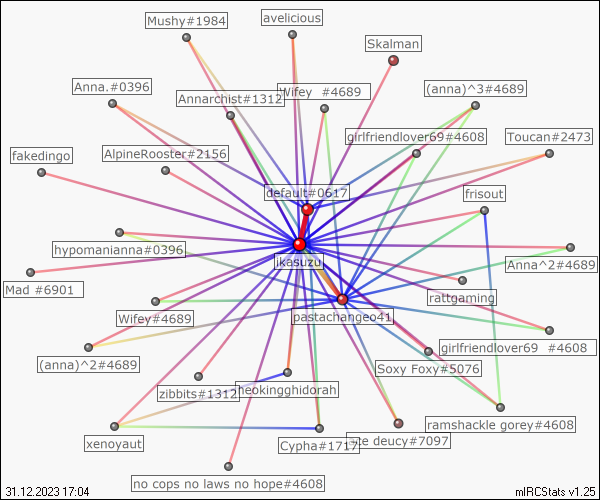 avelicious
Mushy#1984
Skalman
Anna.#0396
Wifey #4689
(anna)^3#4689
Annarchist#1312
girlfriendlover69#4608
Toucan#2473
fakedingo
AlpineRooster#2156
default#0617
frisout
hypomanianna#0396
jkasuzu
Anna^2#4689
Mad #6901
rattgaming
Wifey#4689
pastachangeo41
girlfriendlover69 #4608
(anna)^2#4689
Soxy Foxy#5076
zibbits#1312
heokingghidorah
ramshackle gorey#4608
xenoyaut
Cypha#1717
deucy#7097
no cops no laws no hope#4608
31.12.2023 17:04
mIRCStats v1.25